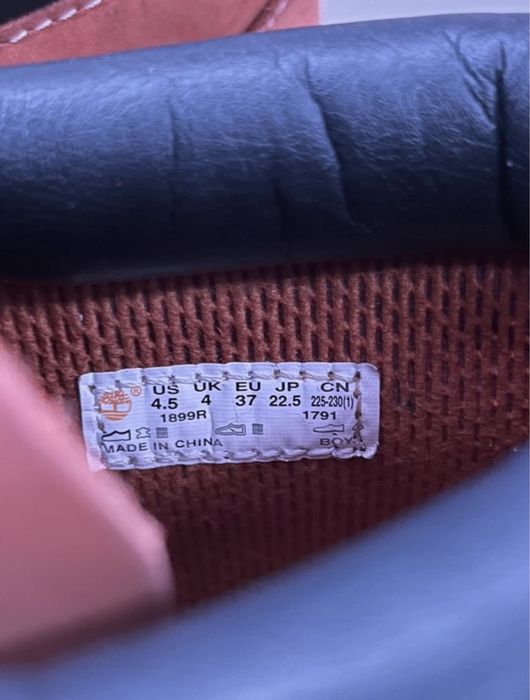 US UK EU JP CN
4.5 4 37 22.5 225-230(1)
1899R 1791
MADE IN CHINA BOY